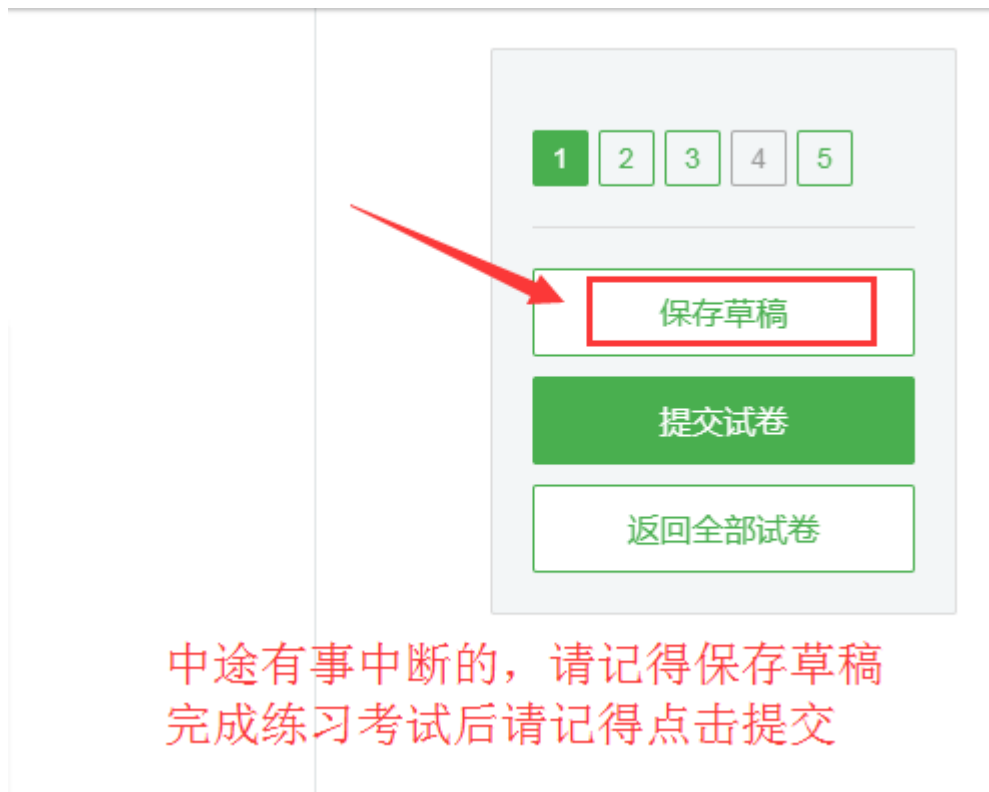 1 2 3 4 5
保存草稿
提交试卷
返回全部试卷
中途有事中断的，请记得保存草稿
完成练习考试后请记得点击提交